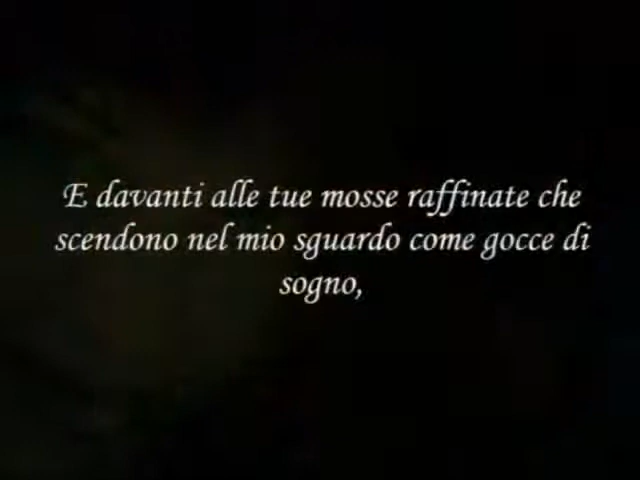 E davanti alle tue mosse raffinate che
scendono nel mio sguardo come gocce di
sogno,